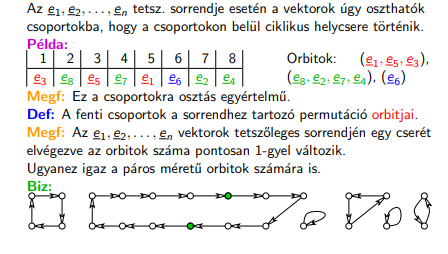 Az e₁, e₂, . . . , eₙ tetsz. sorrendje esetén a vektorok úgy oszthatók
csoportokba, hogy a csoportokon belül ciklikus helycsere történik.
Példa:
1 2 3 4 5 6 7 8 Orbitok: (e₁, e₅, e₃),
e₃ e₈ e₅ e₇ e₁ e₆ e₂ e₄ (e₈, e₂, e₇, e₄), (e₆)
Megf: Ez a csoportokra osztás egyértelmű.
Def: A fenti csoportok a sorrendhez tartozó permutáció orbitjai.
Megf: Az e₁, e₂, . . . , eₙ vektorok tetszőleges sorrendjén egy cserét
elvégezve az orbitok száma pontosan 1-gyel változik.
Ugyanez igaz a páros méretű orbitok számára is.
Biz: